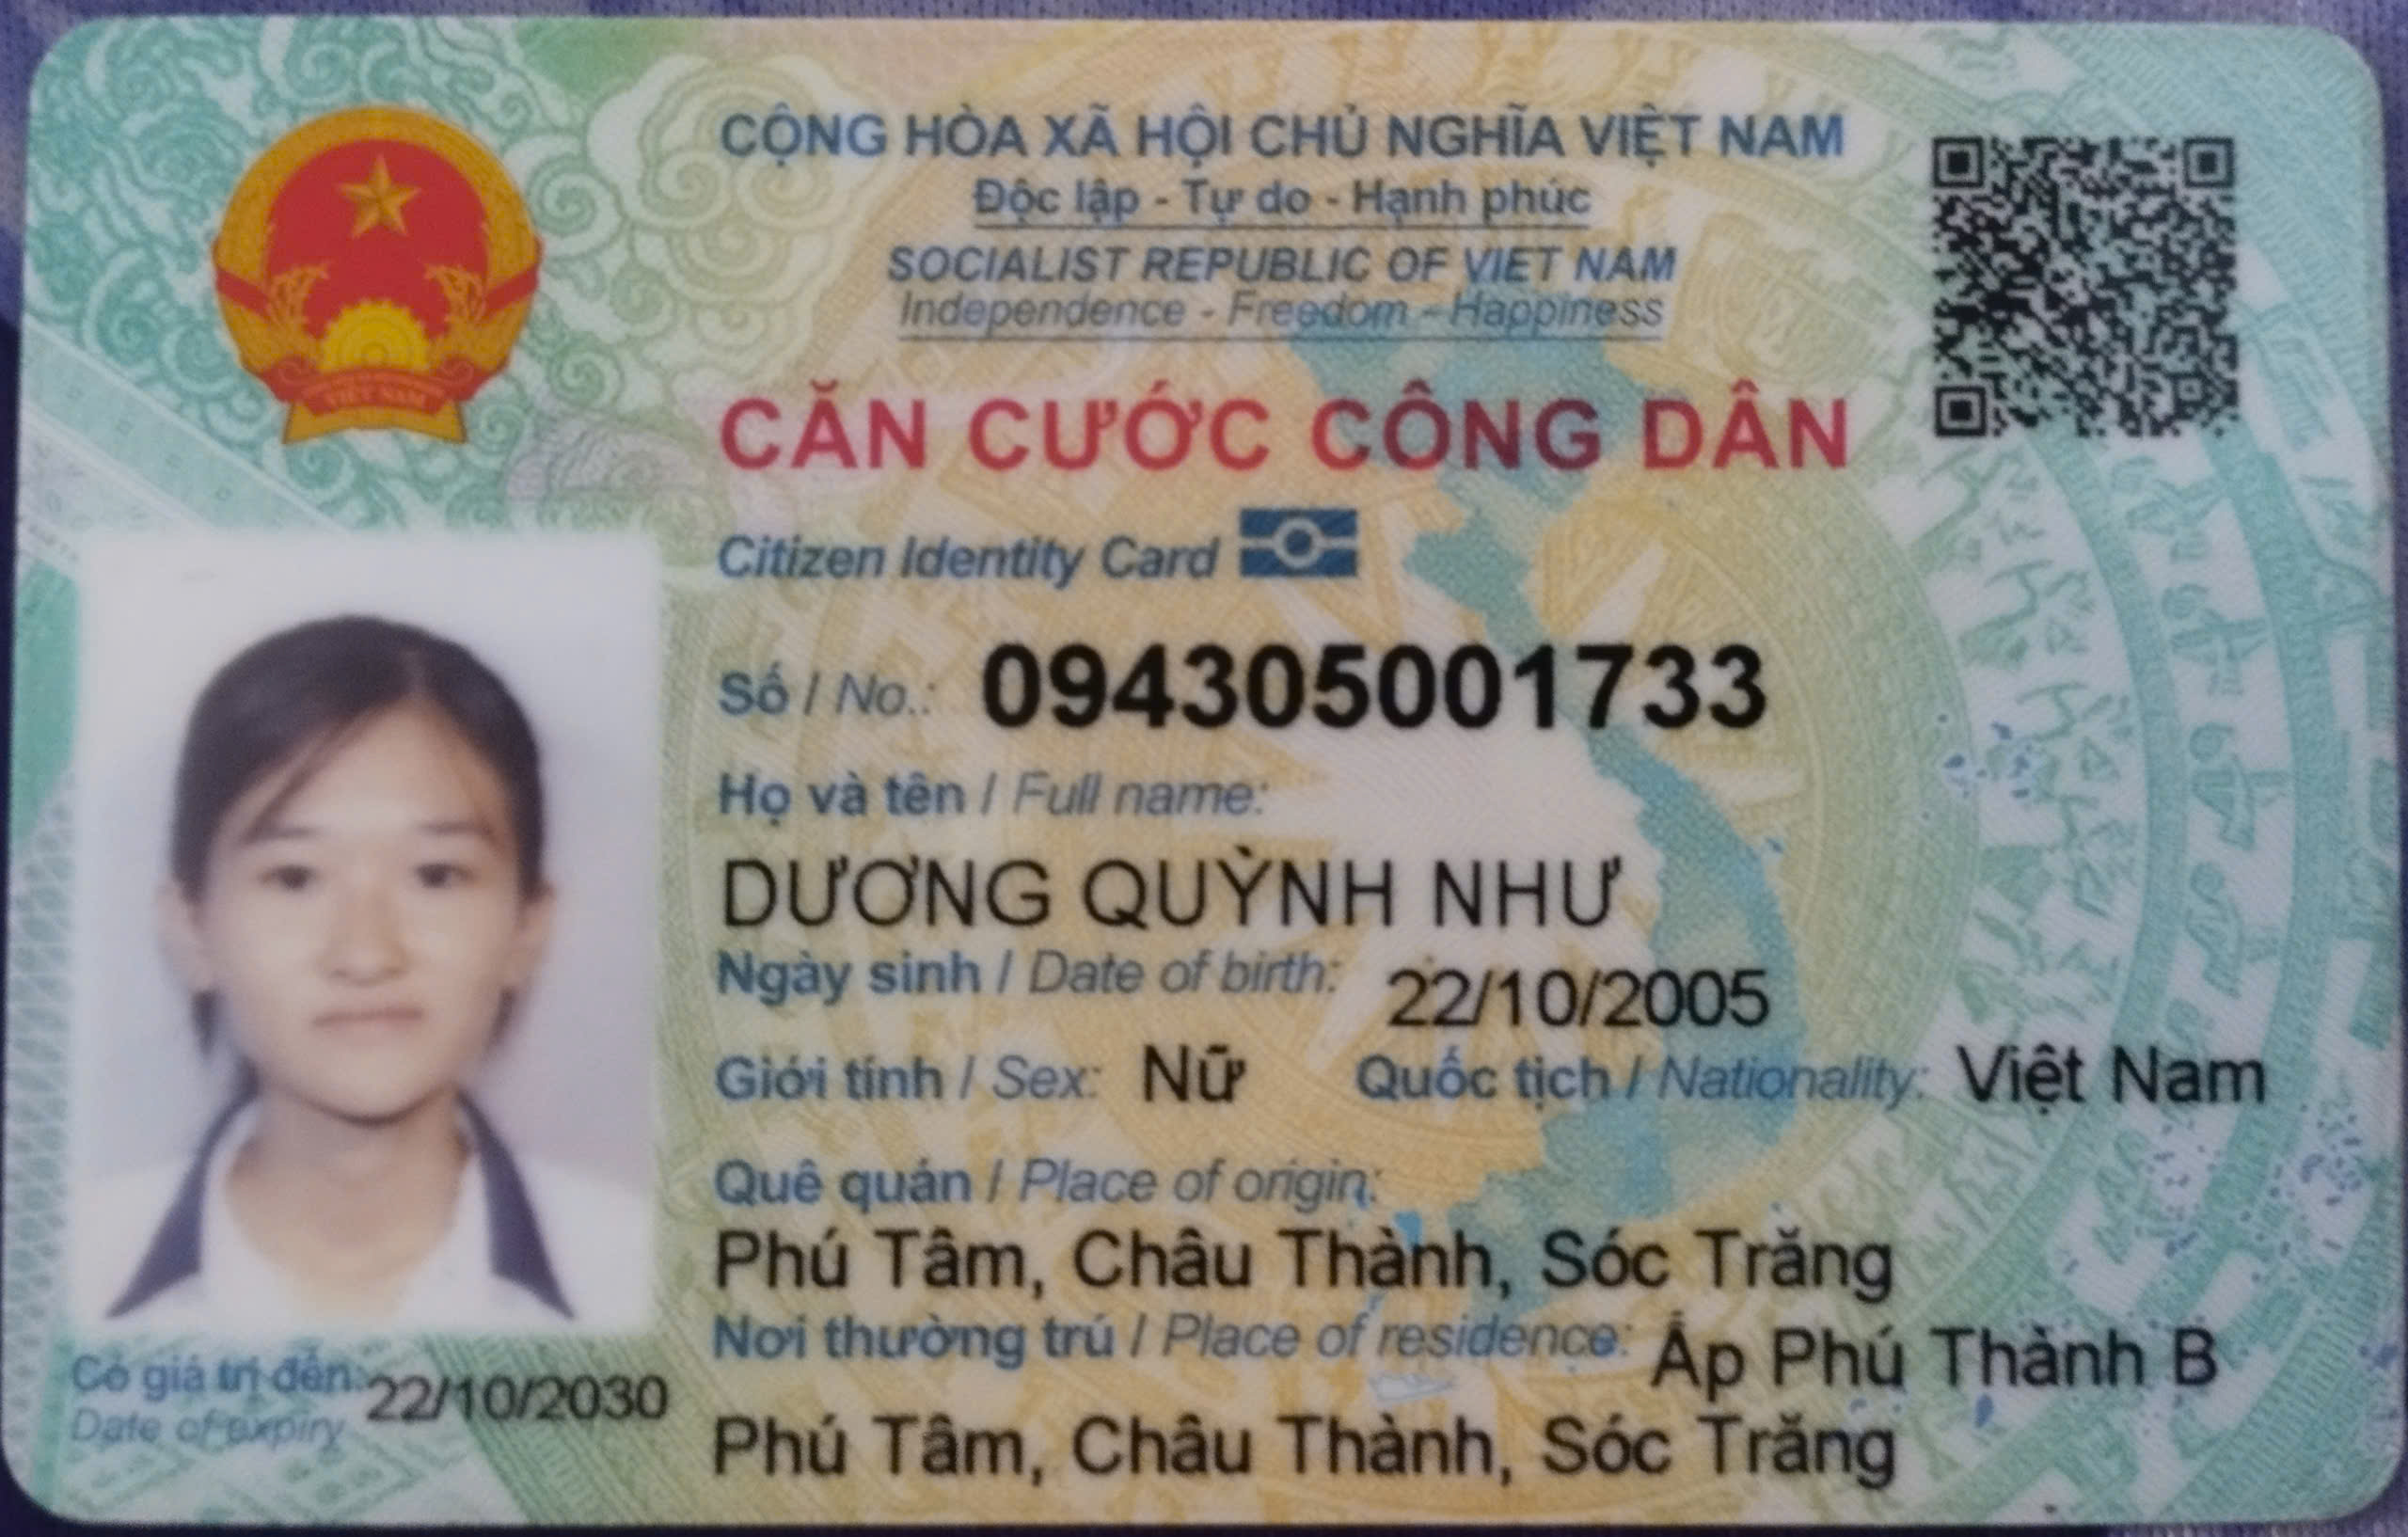 CỘNG HÒA XÃ HỘI CHỦ NGHĨA VIỆT NAM
Độc lập - Tự do - Hạnh phúc
SOCIALIST REPUBLIC OF VIET NAM
Independence - Freedom - Happiness
CĂN CƯỚC CÔNG DÂN
Citizen Identity Card
Số / No.: 094305001733
Họ và tên / Full name:
DƯƠNG QUỲNH NHƯ
Ngày sinh / Date of birth: 22/10/2005
Giới tính / Sex: Nữ Quốc tịch / Nationality: Việt Nam
Quê quán / Place of origin:
Phú Tâm, Châu Thành, Sóc Trăng
Nơi thường trú / Place of residence: Ấp Phú Thành B
Phú Tâm, Châu Thành, Sóc Trăng
Có giá trị đến: 22/10/2030
Date of expiry
VIỆT NAM